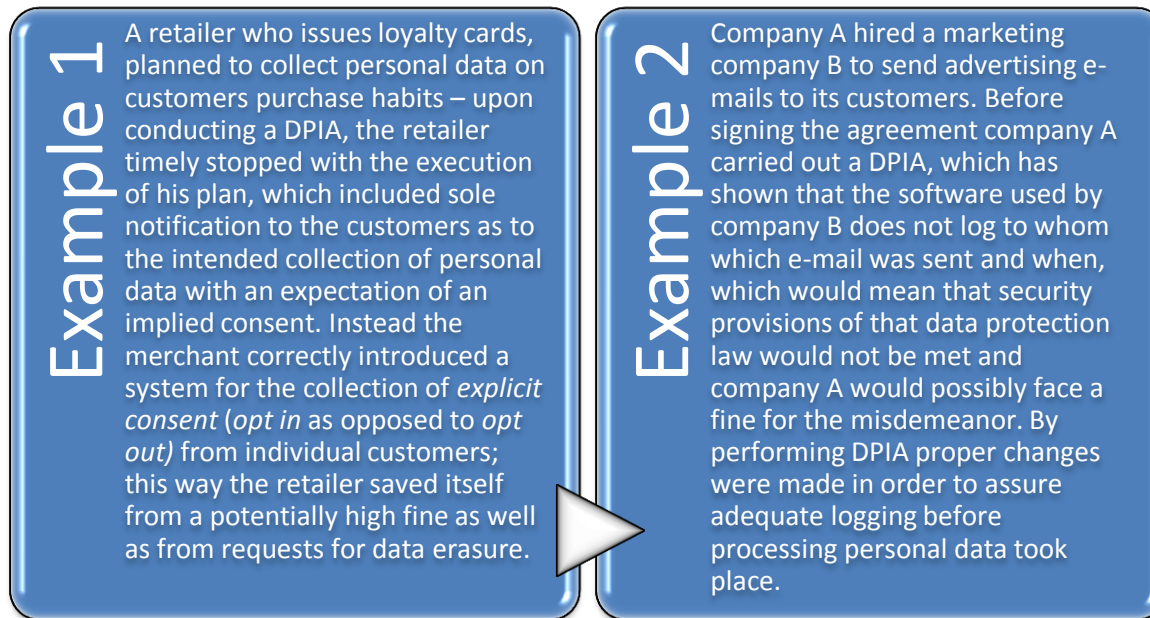 Example 1
A retailer who issues loyalty cards,
planned to collect personal data on
customers purchase habits – upon
conducting a DPIA, the retailer
timely stopped with the execution
of his plan, which included sole
notification to the customers as to
the intended collection of personal
data with an expectation of an
implied consent. Instead the
merchant correctly introduced a
system for the collection of explicit
consent (opt in as opposed to opt
out) from individual customers;
this way the retailer saved itself
from a potentially high fine as well
as from requests for data erasure.
Example 2
Company A hired a marketing
company B to send advertising e-
mails to its customers. Before
signing the agreement company A
carried out a DPIA, which has
shown that the software used by
company B does not log to whom
which e-mail was sent and when,
which would mean that security
provisions of that data protection
law would not be met and
company A would possibly face a
fine for the misdemeanor. By
performing DPIA proper changes
were made in order to assure
adequate logging before
processing personal data took
place.